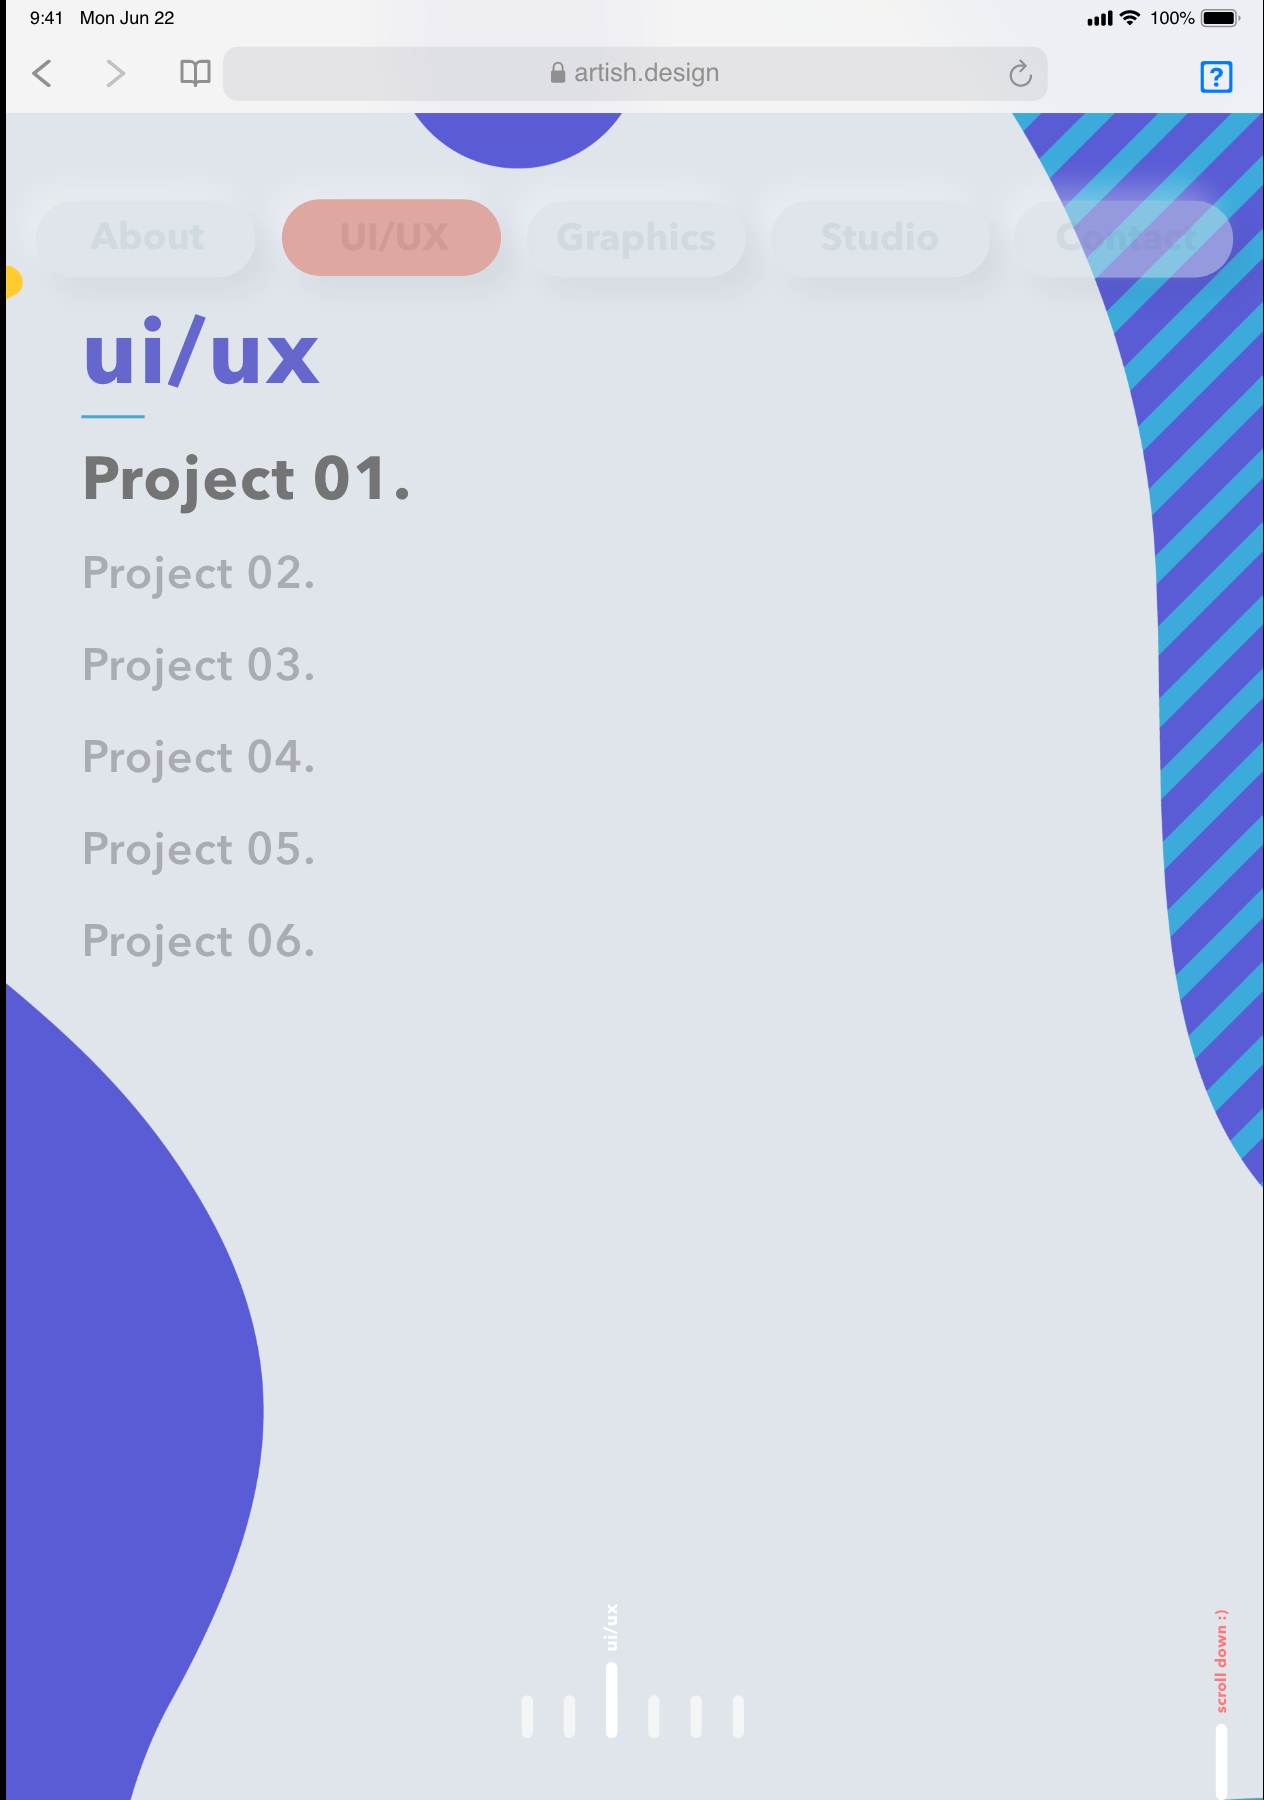 9:41 Mon Jun 22 100%
artish.design
?
About UI/UX Graphics Studio Contact
ui/ux
Project 01.
Project 02.
Project 03.
Project 04.
Project 05.
Project 06.
ui/ux
scroll down :)